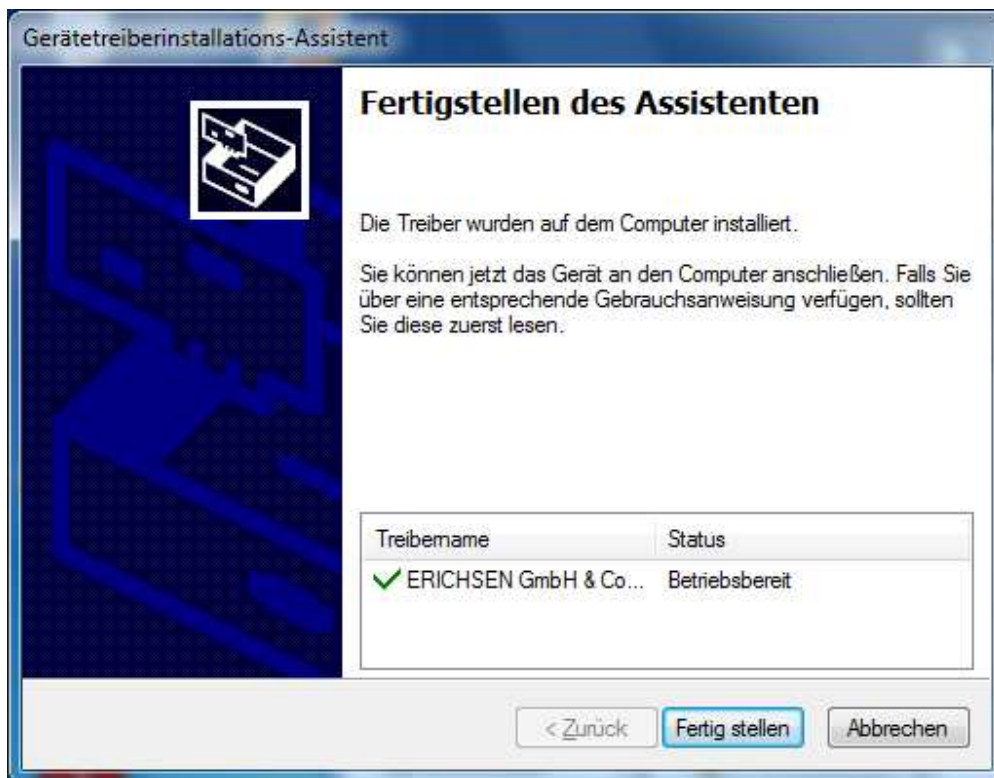 Gerätetreiberinstallations-Assistent
Fertigstellen des Assistenten
Die Treiber wurden auf dem Computer installiert.
Sie können jetzt das Gerät an den Computer anschließen. Falls Sie
über eine entsprechende Gebrauchsanweisung verfügen, sollten
Sie diese zuerst lesen.
Treibername Status
ERICHSEN GmbH & Co... Betriebsbereit
< Zurück Fertig stellen Abbrechen